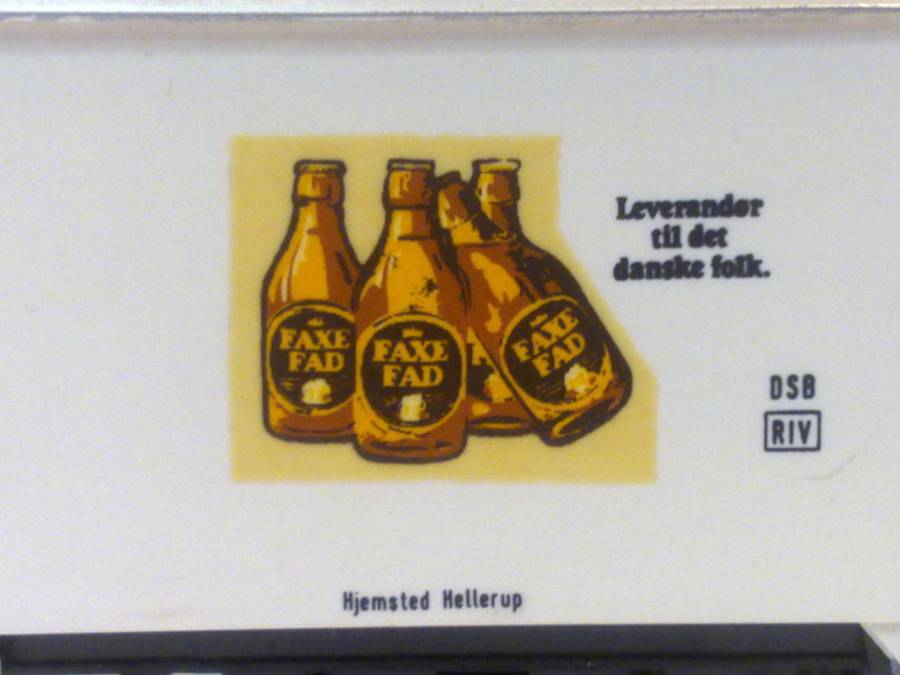 FAXE
FAD
FAXE
FAD
FAXE
FAD
Leverandør
til det
danske folk.
DSB
RIV
Hjemsted Hellerup